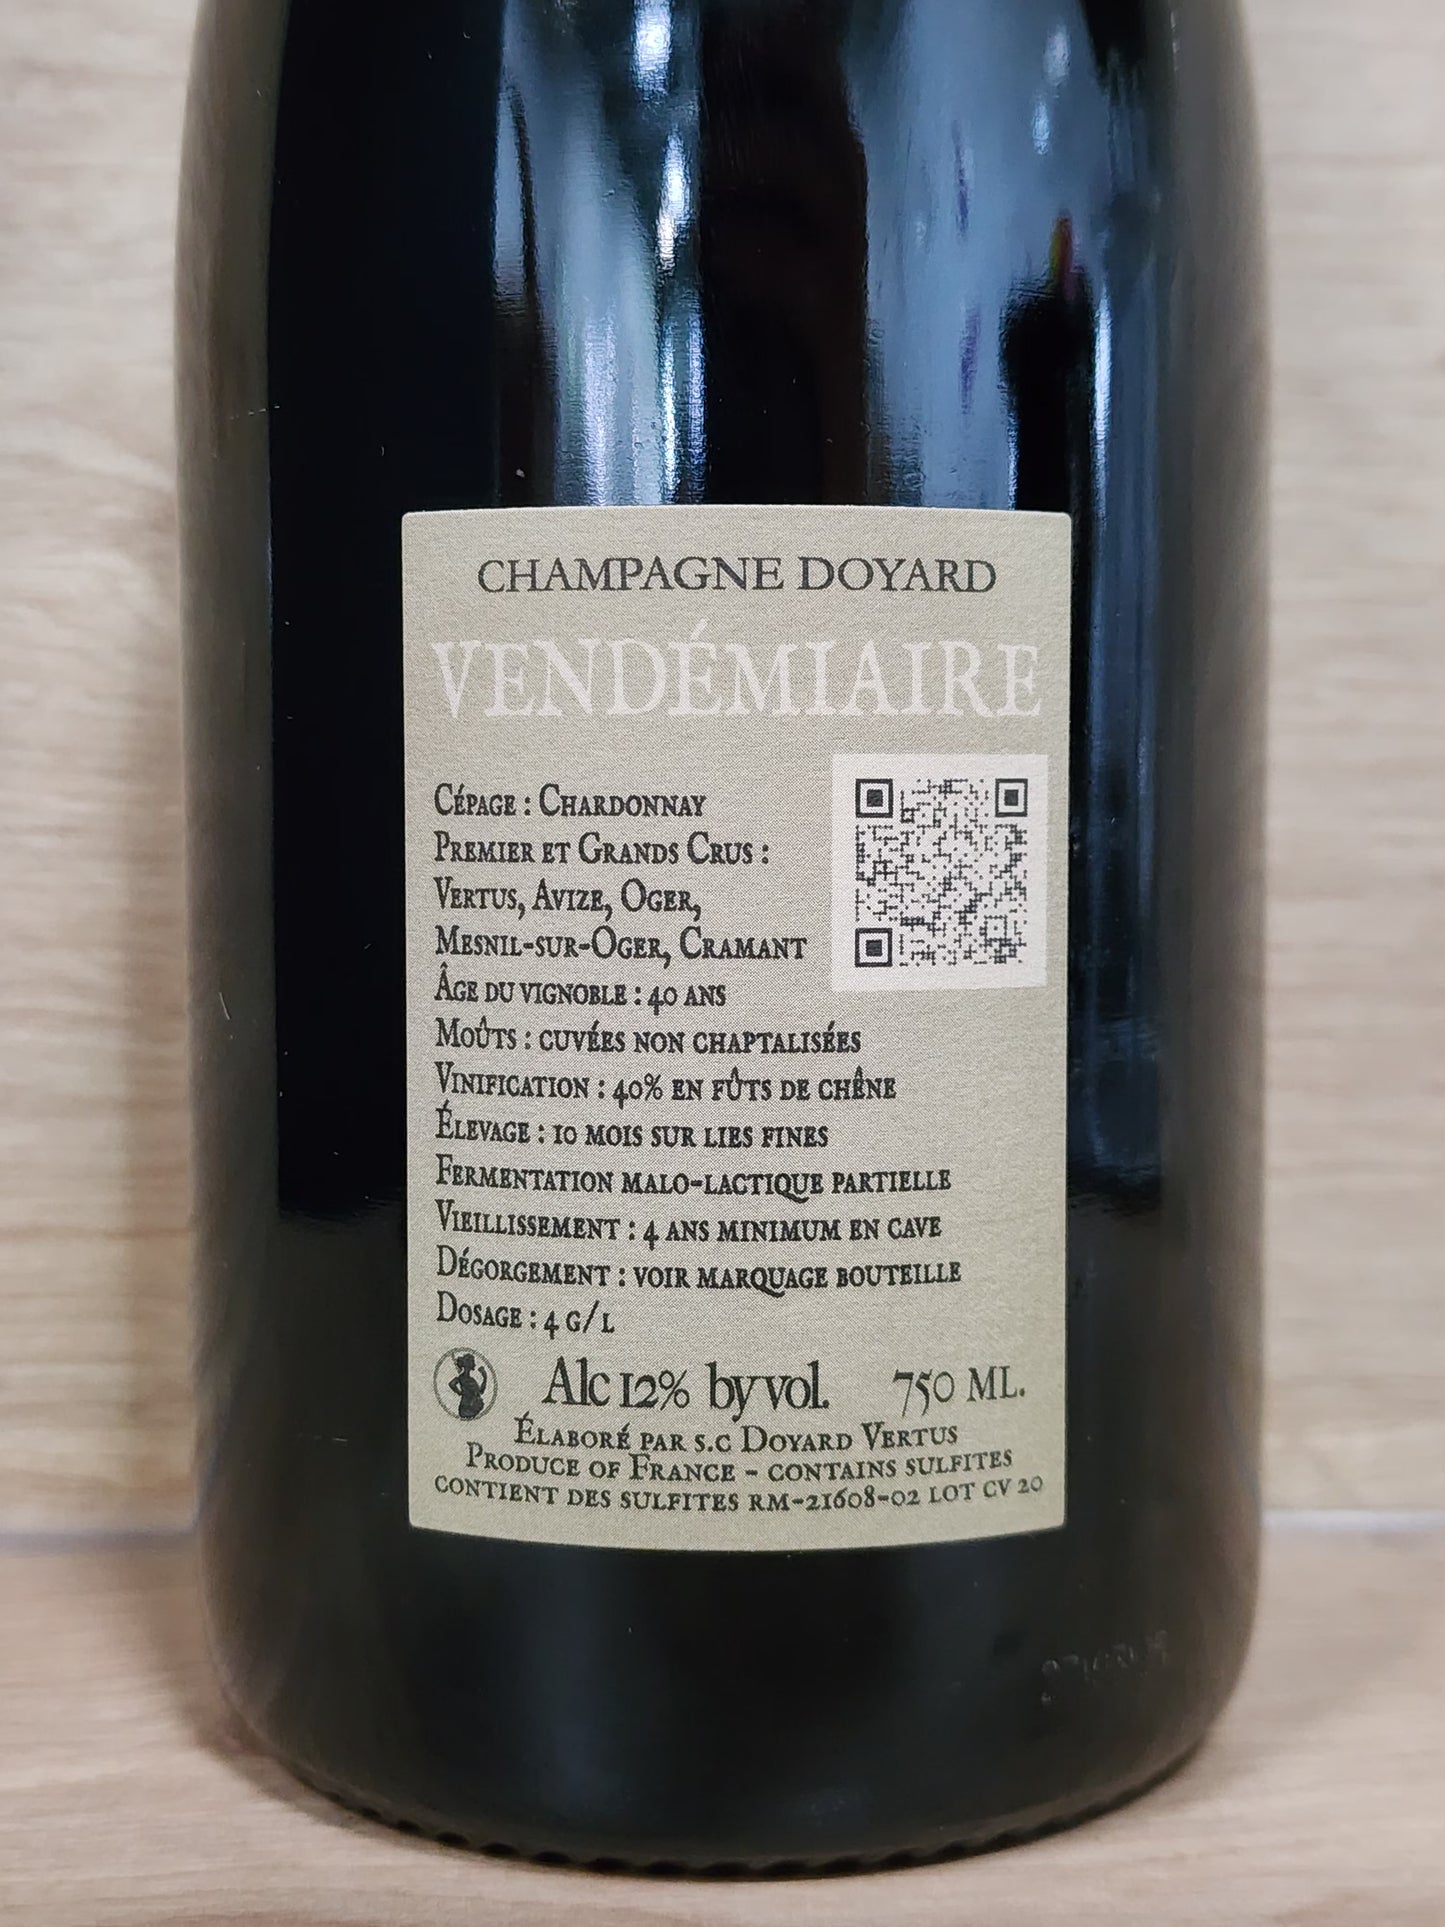 CHAMPAGNE DOYARD
VENDÉMIAIRE
Cépage : Chardonnay
Premier et Grands Crus :
Vertus, Avize, Oger,
Mesnil-sur-Oger, Cramant
Âge du vignoble : 40 ans
Moûts : cuvées non chaptalisées
Vinification : 40% en fûts de chêne
Élevage : 10 mois sur lies fines
Fermentation malo-lactique partielle
Vieillissement : 4 ans minimum en cave
Dégorgement : voir marquage bouteille
Dosage : 4 g/l
Alc 12% by vol. 750 ML.
Élaboré par s.c Doyard Vertus
Produce of France - contains sulfites
contient des sulfites rm-21608-02 lot cv 20